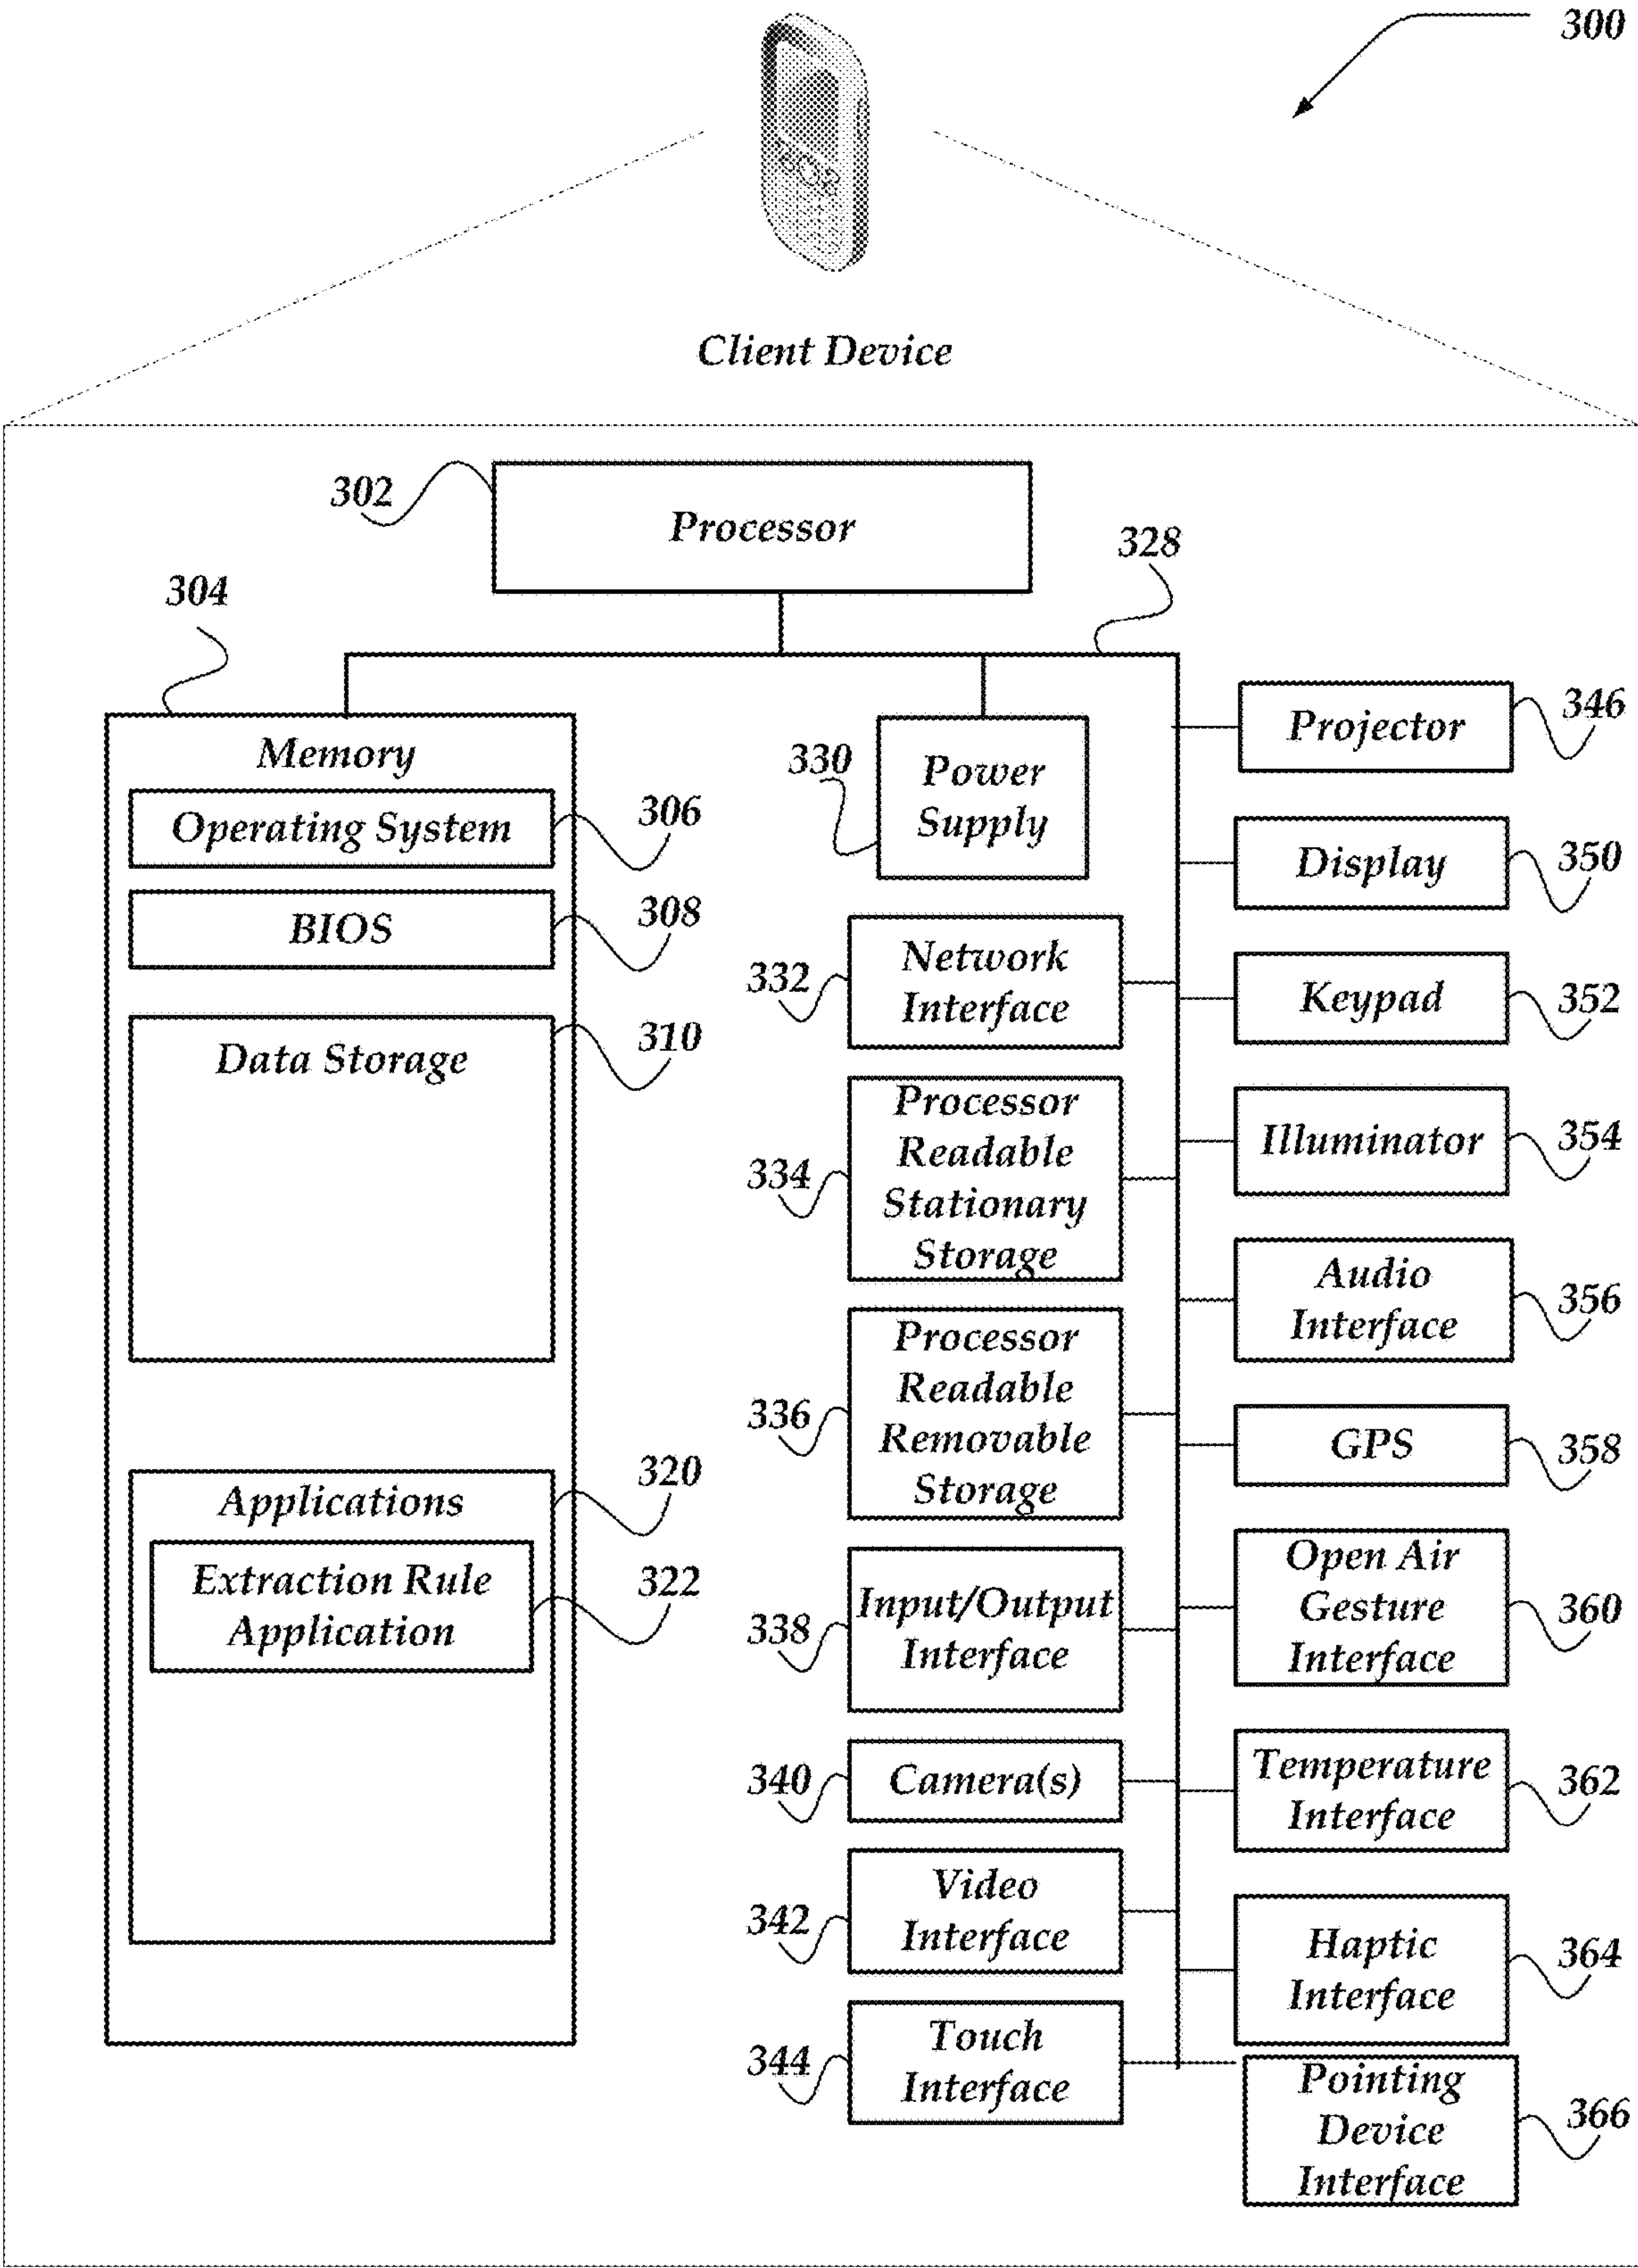 300
Client Device
302
Processor
328
304
Memory
Operating System
306
BIOS
308
Data Storage
310
Applications
320
Extraction Rule
Application
322
330
Power
Supply
332
Network
Interface
334
Processor
Readable
Stationary
Storage
336
Processor
Readable
Removable
Storage
338
Input/Output
Interface
340
Camera(s)
342
Video
Interface
344
Touch
Interface
Projector
346
Display
350
Keypad
352
Illuminator
354
Audio
Interface
356
GPS
358
Open Air
Gesture
Interface
360
Temperature
Interface
362
Haptic
Interface
364
Pointing
Device
Interface
366